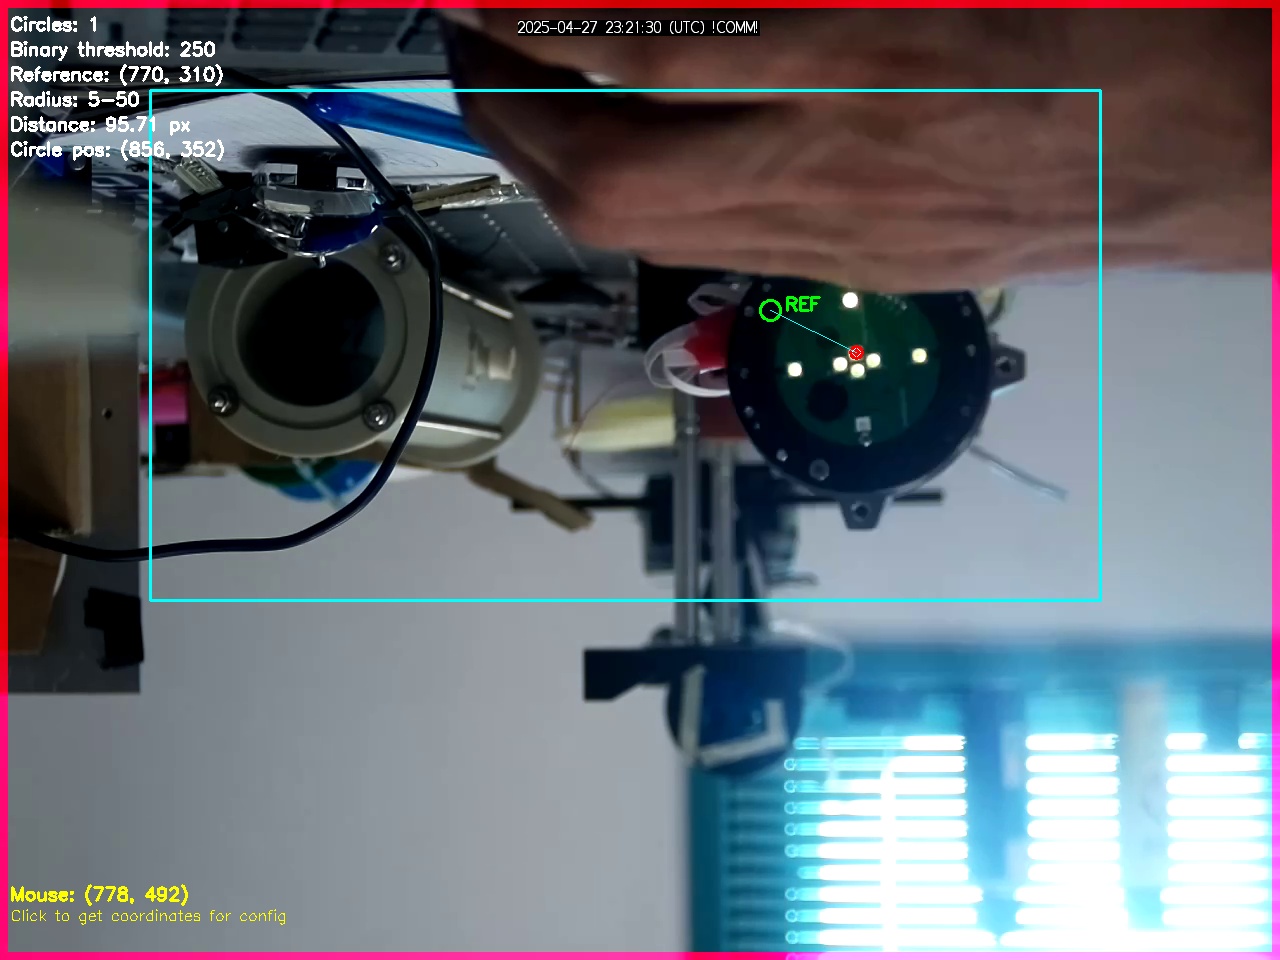 Circles: 1
2025-04-27 23:21:30 (UTC) !COMM!
Binary threshold: 250
Reference: (770, 310)
Radius: 5-50
Distance: 95.71 px
Circle pos: (856, 352)
REF
Mouse: (778, 492)
Click to get coordinates for config